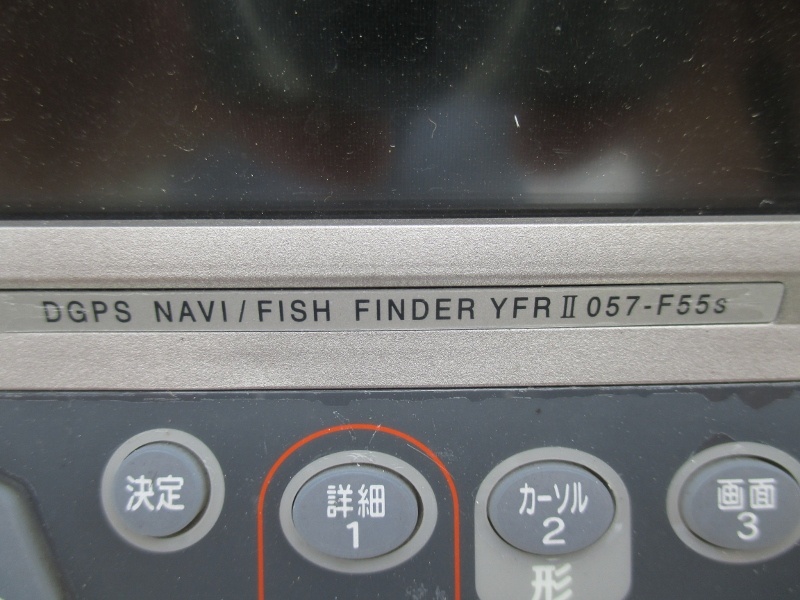 DGPS NAVI/FISH FINDER YFRⅡ057-F55s
決定
詳細
1
カーソル
2
画面
3
形